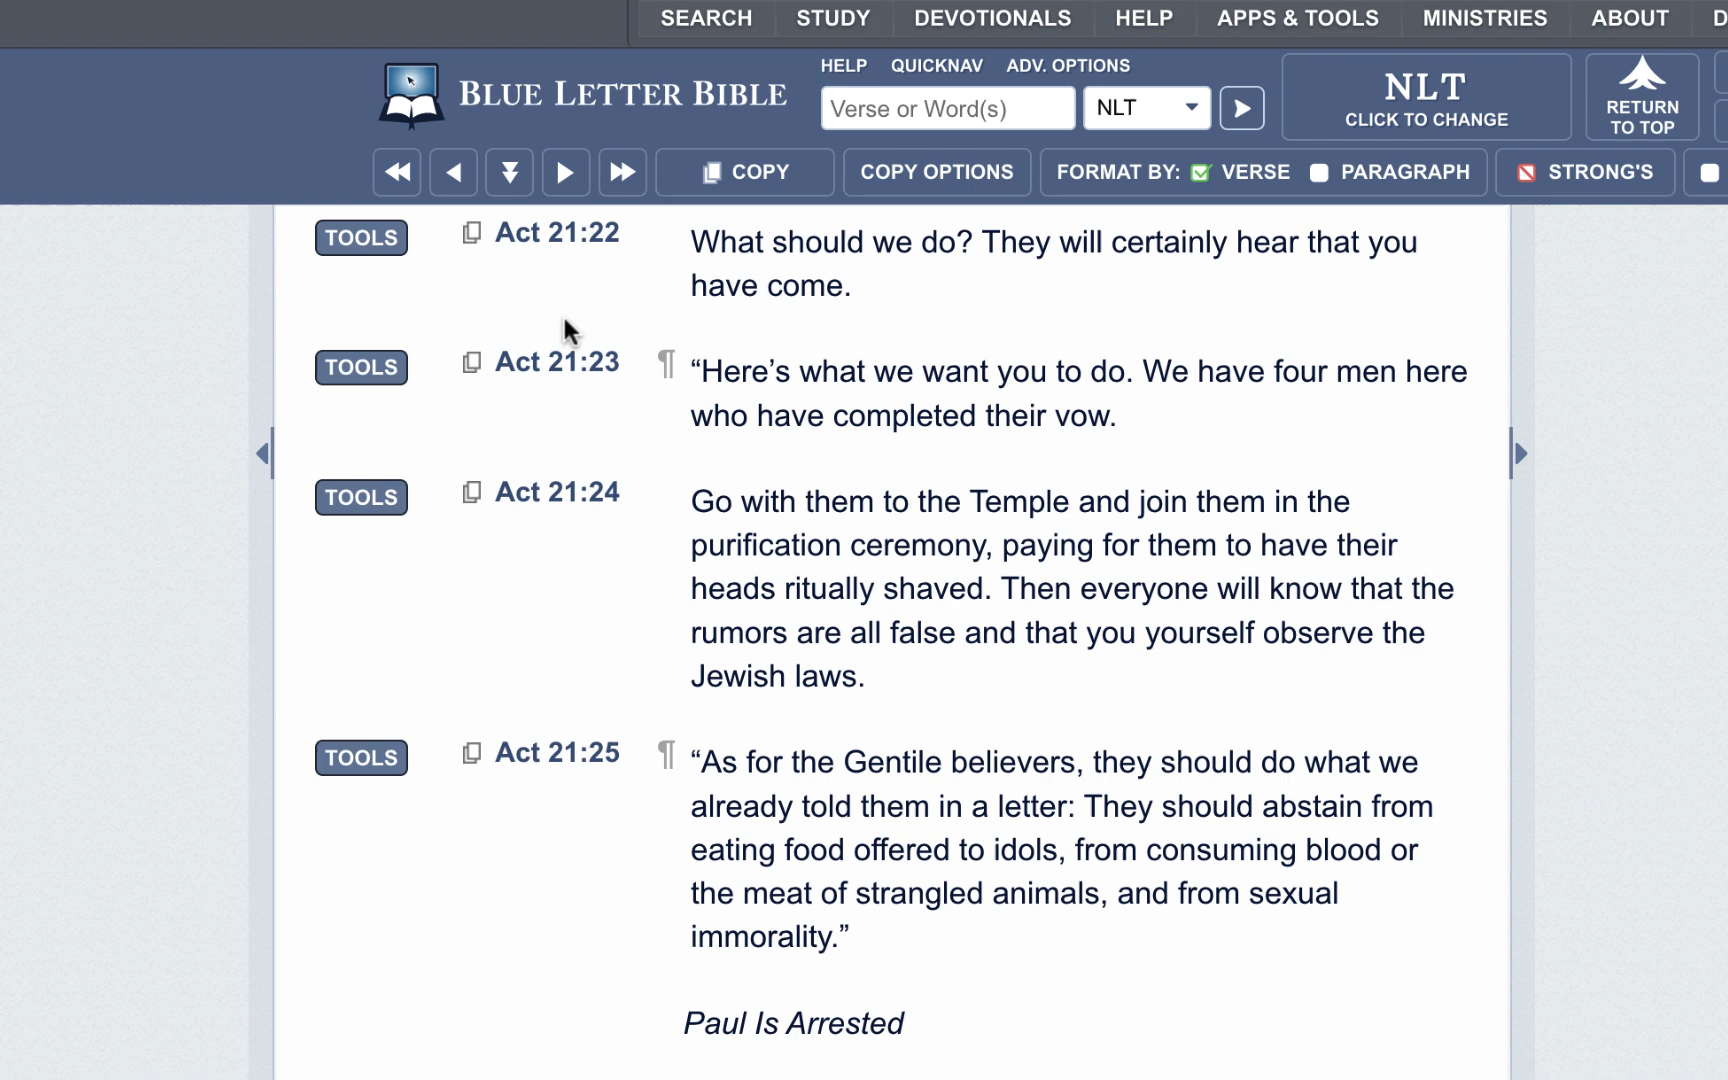 SEARCH STUDY DEVOTIONALS HELP APPS & TOOLS MINISTRIES ABOUT D
BLUE LETTER BIBLE
HELP QUICKNAV ADV. OPTIONS
Verse or Word(s) NLT
NLT
CLICK TO CHANGE
RETURN
TO TOP
COPY COPY OPTIONS FORMAT BY: VERSE PARAGRAPH STRONG'S
TOOLS Act 21:22 What should we do? They will certainly hear that you
have come.
TOOLS Act 21:23 ¶ “Here’s what we want you to do. We have four men here
who have completed their vow.
TOOLS Act 21:24 Go with them to the Temple and join them in the
purification ceremony, paying for them to have their
heads ritually shaved. Then everyone will know that the
rumors are all false and that you yourself observe the
Jewish laws.
TOOLS Act 21:25 ¶ “As for the Gentile believers, they should do what we
already told them in a letter: They should abstain from
eating food offered to idols, from consuming blood or
the meat of strangled animals, and from sexual
immorality.”
Paul Is Arrested